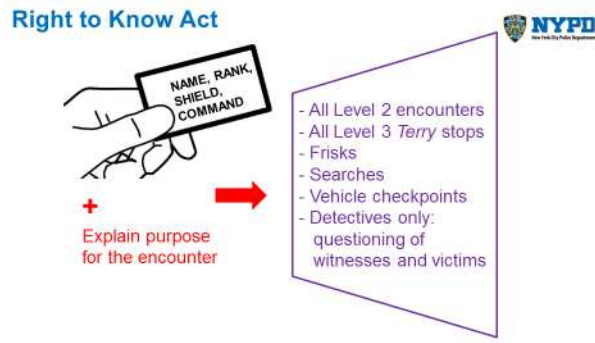 Right to Know Act
NYPD
New York City Police Department
NAME, RANK,
SHIELD,
COMMAND
+
Explain purpose
for the encounter
- All Level 2 encounters
- All Level 3 Terry stops
- Frisks
- Searches
- Vehicle checkpoints
- Detectives only:
questioning of
witnesses and victims